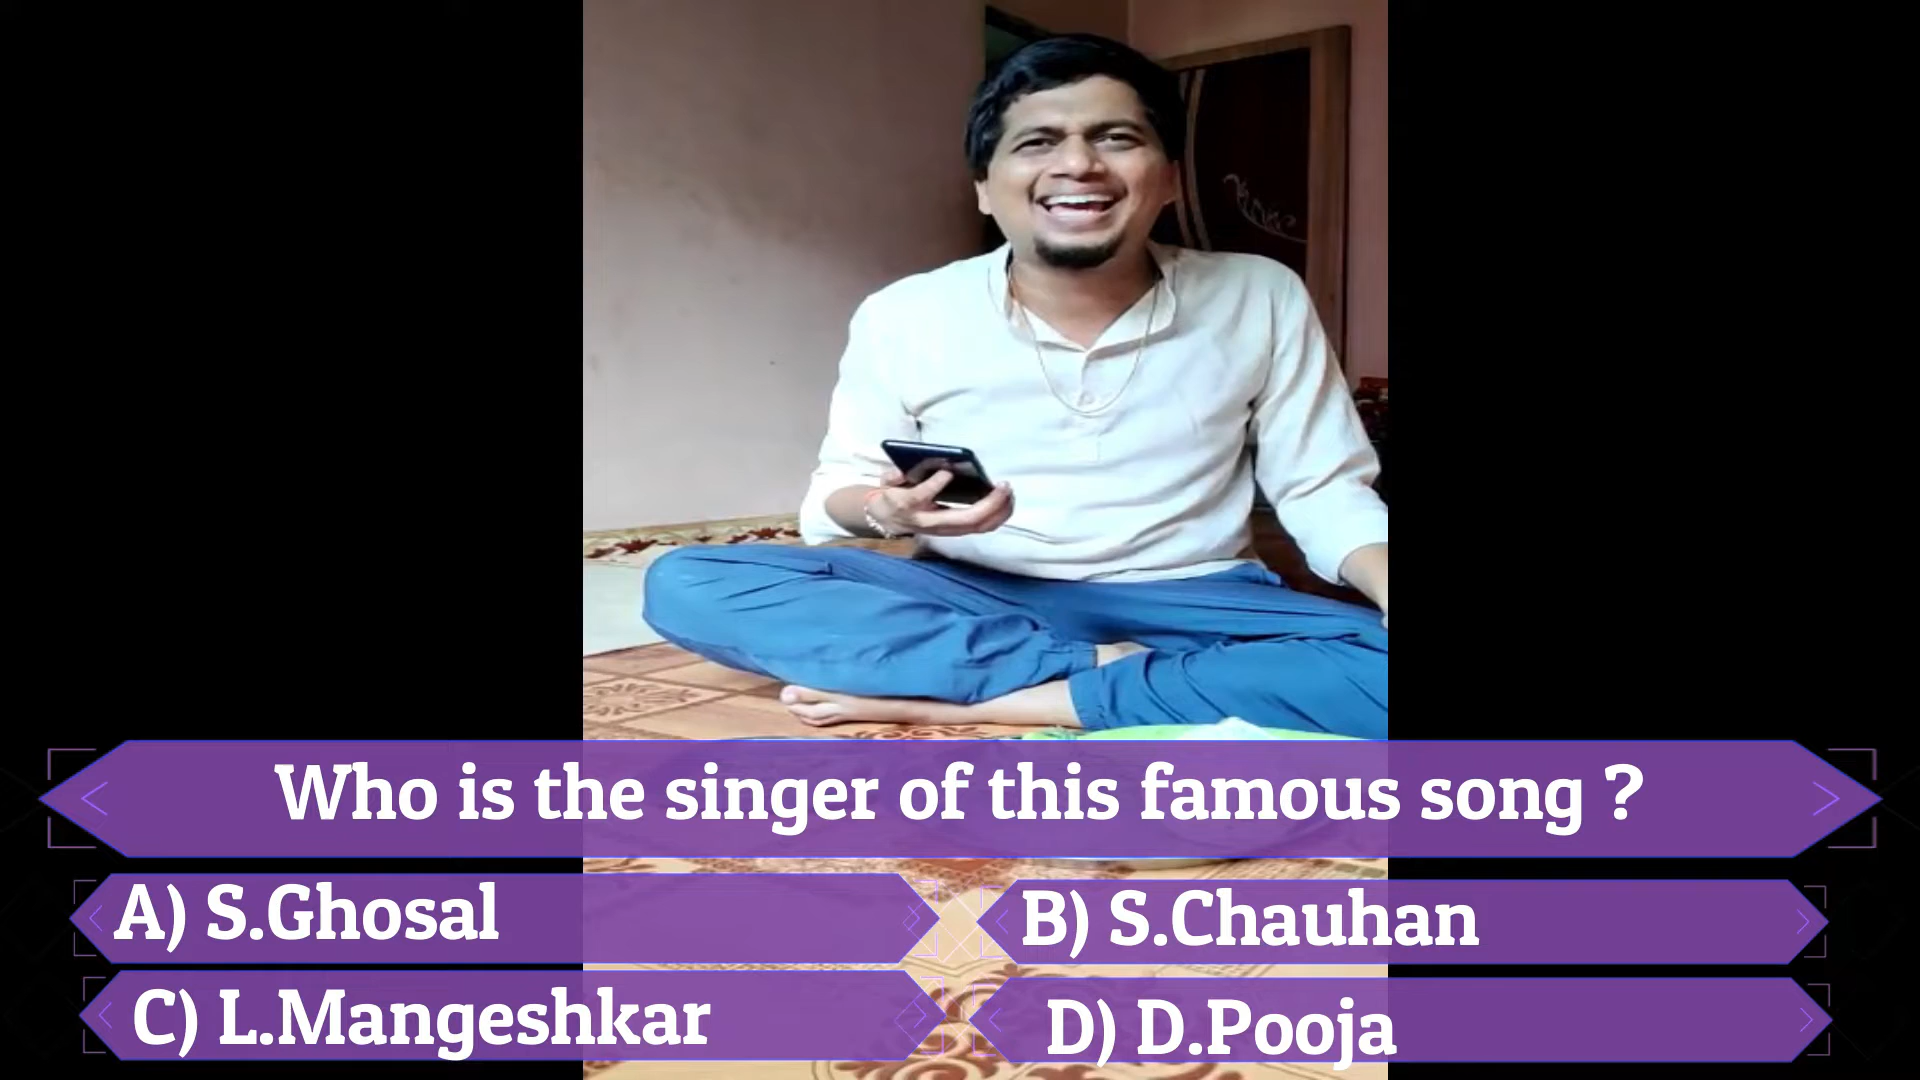 Who is the singer of this famous song ?
A) S.Ghosal
B) S.Chauhan
C) L.Mangeshkar
D) D.Pooja